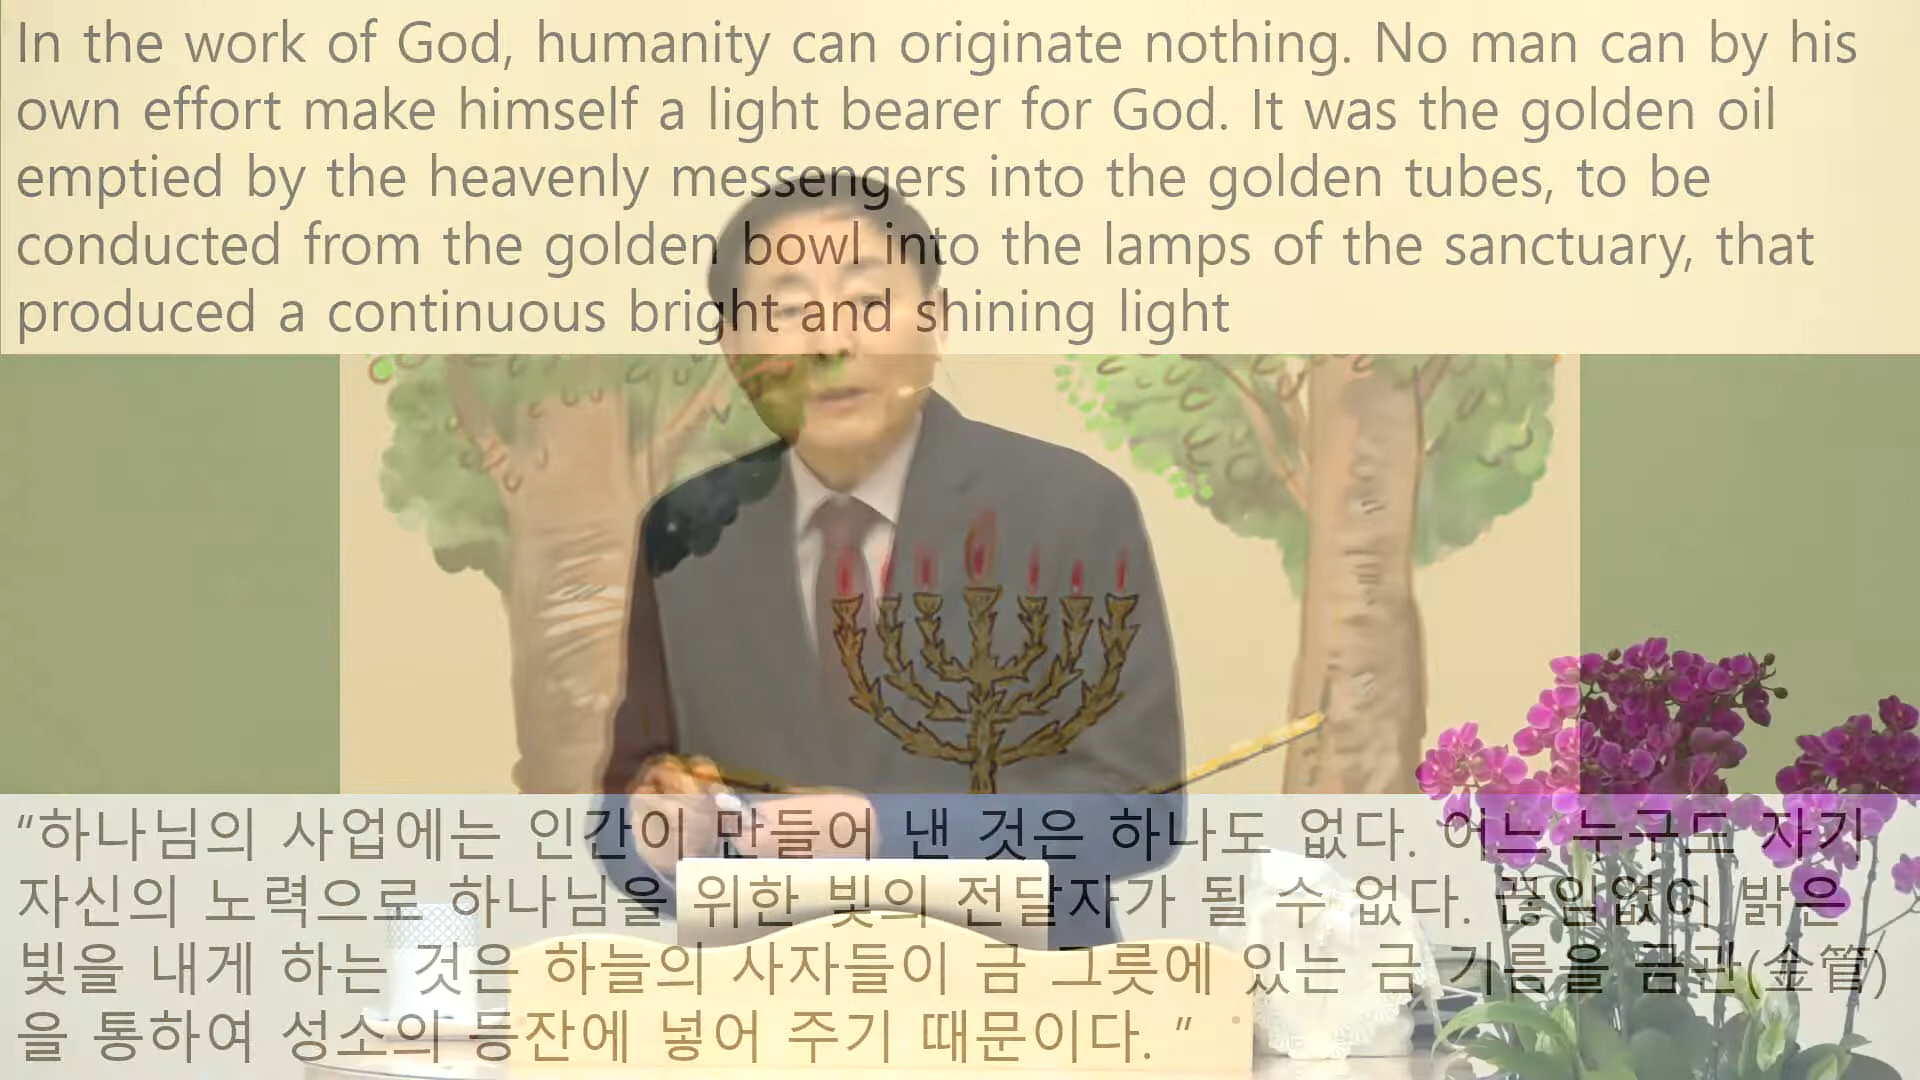 In the work of God, humanity can originate nothing. No man can by his
own effort make himself a light bearer for God. It was the golden oil
emptied by the heavenly messengers into the golden tubes, to be
conducted from the golden bowl into the lamps of the sanctuary, that
produced a continuous bright and shining light
“하나님의 사업에는 인간이 만들어 낸 것은 하나도 없다. 어느 누구도 자기
자신의 노력으로 하나님을 위한 빛의 전달자가 될 수 없다. 끊임없이 밝은
빛을 내게 하는 것은 하늘의 사자들이 금 그릇에 있는 금 기름을 금관(金管)
을 통하여 성소의 등잔에 넣어 주기 때문이다. ”